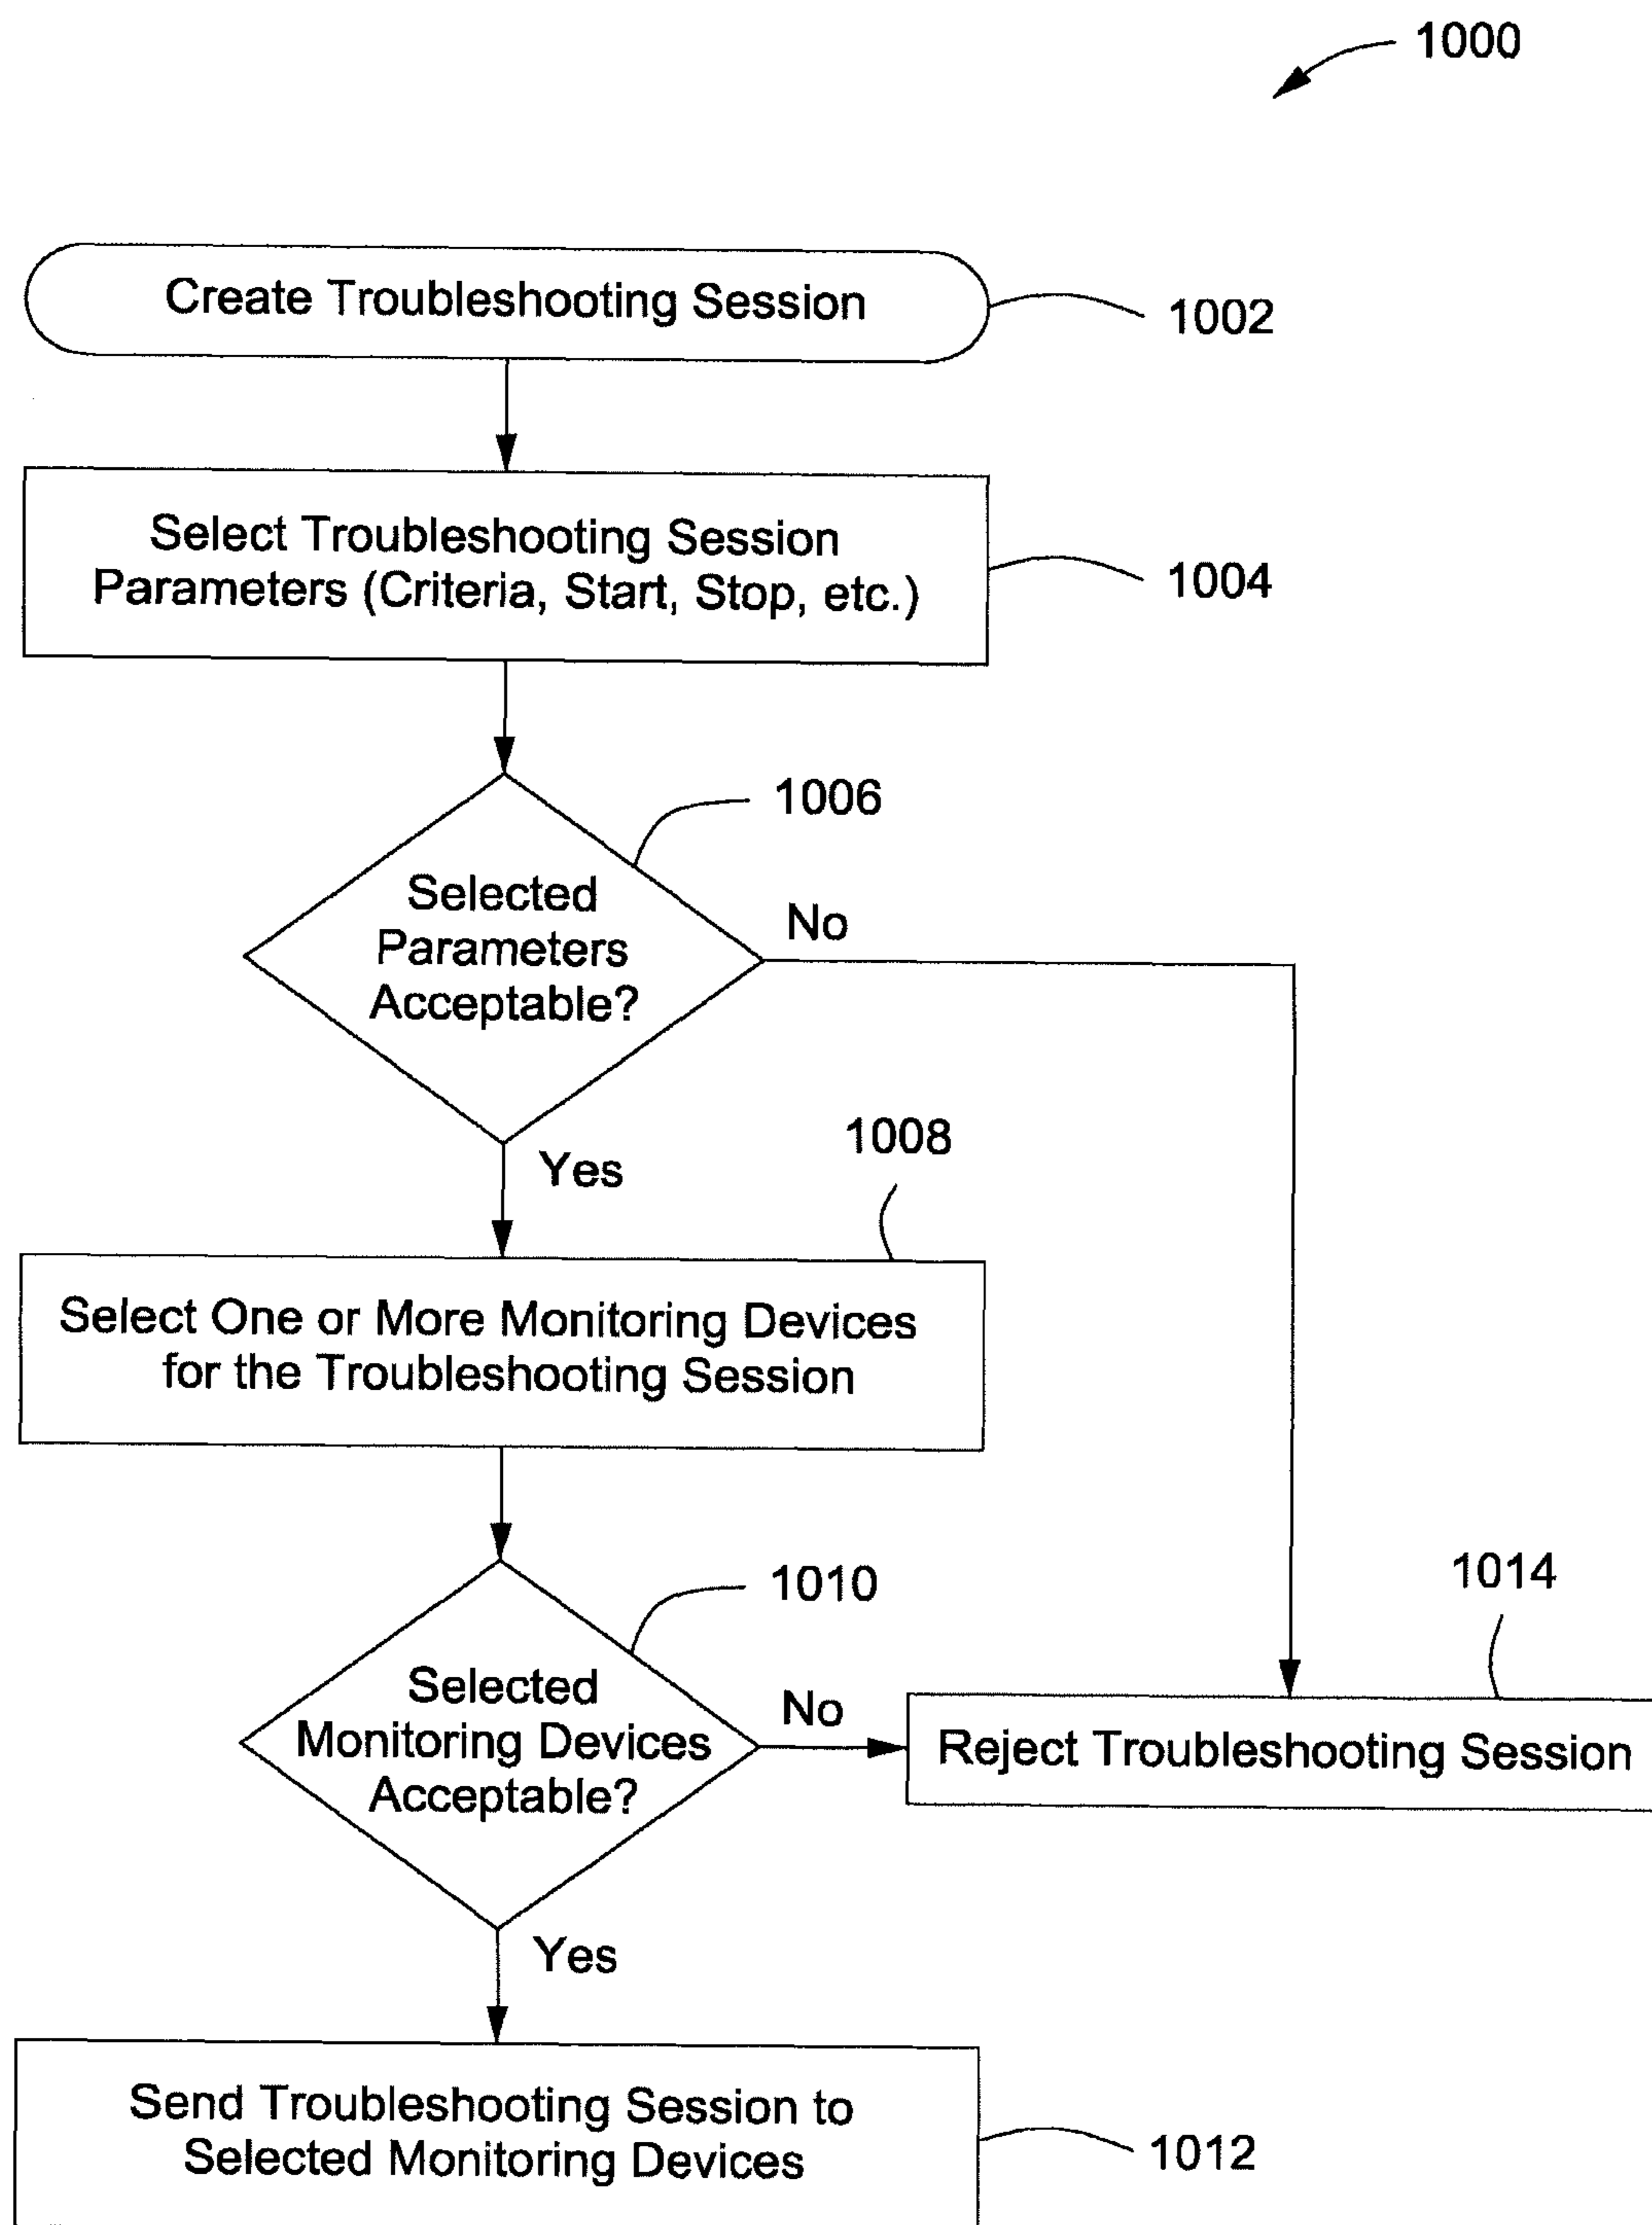 1000
Create Troubleshooting Session
1002
Select Troubleshooting Session
Parameters (Criteria, Start, Stop, etc.)
1004
1006
Selected
Parameters
Acceptable?
No
Yes
1008
Select One or More Monitoring Devices
for the Troubleshooting Session
1010
Selected
Monitoring Devices
Acceptable?
No
1014
Reject Troubleshooting Session
Yes
Send Troubleshooting Session to
Selected Monitoring Devices
1012